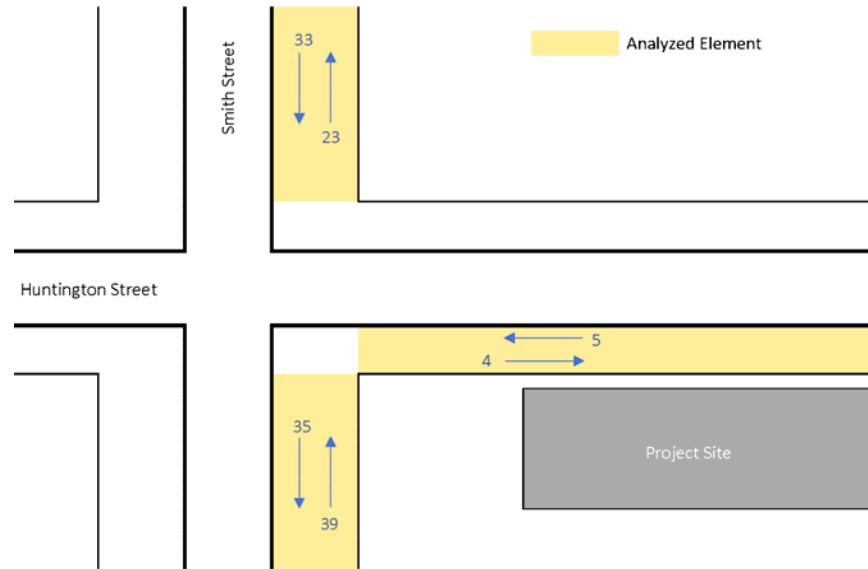 33
Analyzed Element
Smith Street
23
Huntington Street
5
4
35
Project Site
39